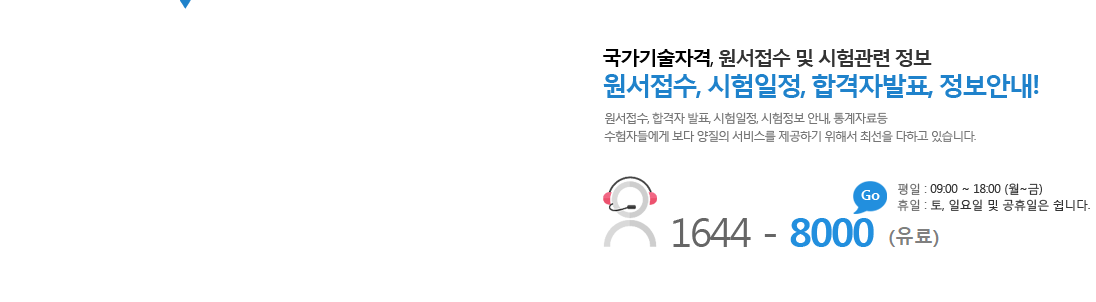 국가기술자격, 원서접수 및 시험관련 정보
원서접수, 시험일정, 합격자발표, 정보안내!
원서접수, 합격자 발표, 시험일정, 시험정보 안내, 통계자료등
수험자들에게 보다 양질의 서비스를 제공하기 위해서 최선을 다하고 있습니다.
Go
평일 : 09:00 ~ 18:00 (월~금)
휴일 : 토, 일요일 및 공휴일은 쉽니다.
1644 - 8000 (유료)